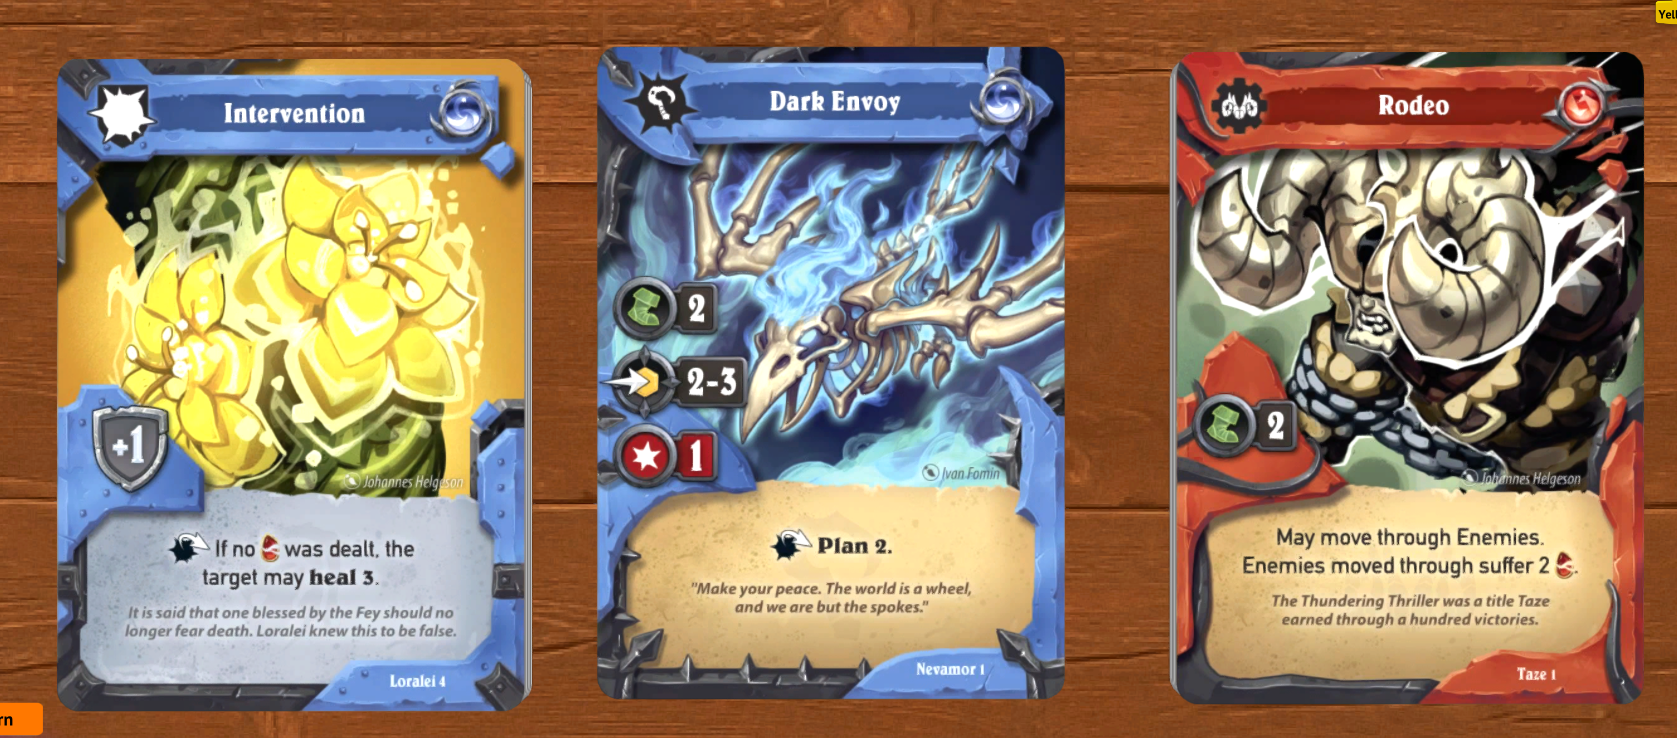 Yell
Intervention
+1
Johannes Helgeson
If no was dealt, the
target may heal 3.
It is said that one blessed by the Fey should no
longer fear death. Loralei knew this to be false.
Loralei 4
Dark Envoy
2
2-3
1
Ivan Fomin
Plan 2.
"Make your peace. The world is a wheel,
and we are but the spokes."
Nevamor 1
Rodeo
2
Johannes Helgeson
May move through Enemies.
Enemies moved through suffer 2 .
The Thundering Thriller was a title Taze
earned through a hundred victories.
Taze 1
rn